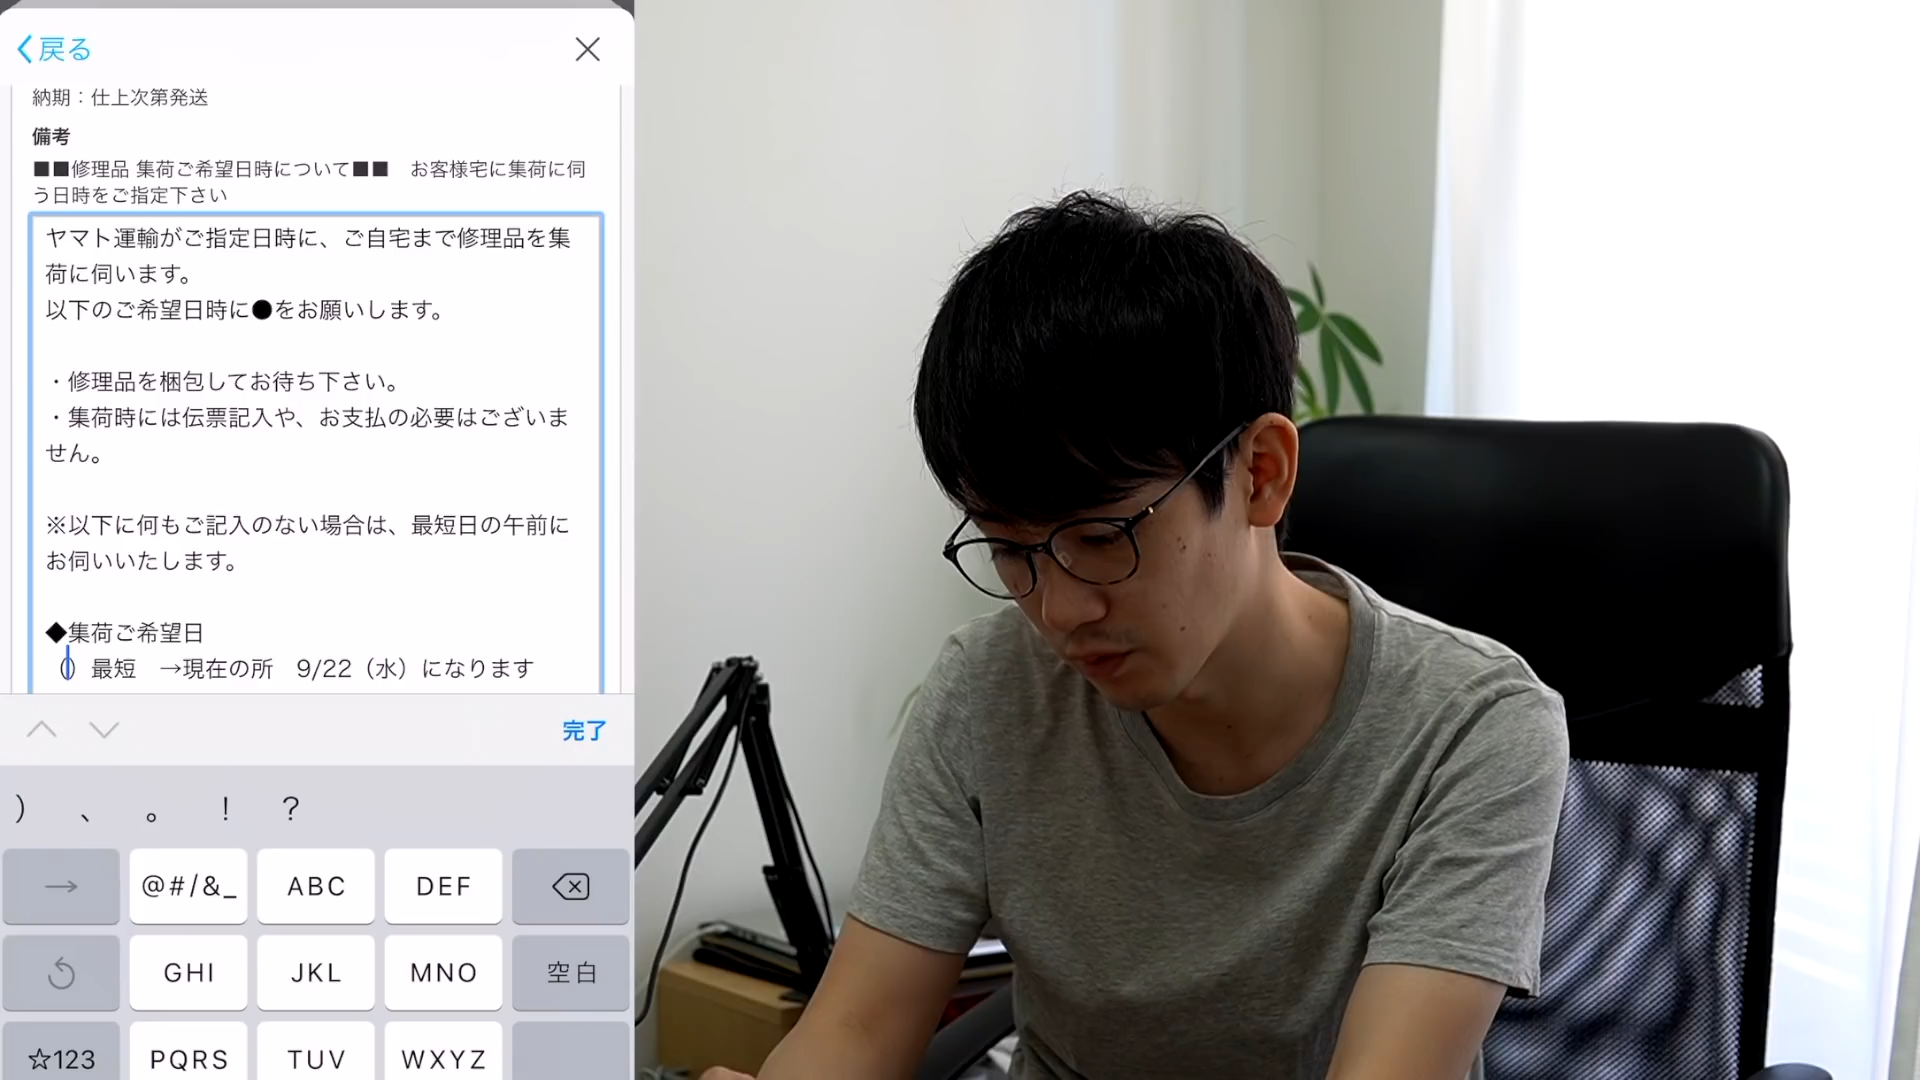 戻る
納期：仕上次第発送
備考
■■修理品 集荷ご希望日時について■■　お客様宅に集荷に伺
う日時をご指定下さい
ヤマト運輸がご指定日時に、ご自宅まで修理品を集
荷に伺います。
以下のご希望日時に●をお願いします。
・修理品を梱包してお待ち下さい。
・集荷時には伝票記入や、お支払の必要はございま
せん。
※以下に何もご記入のない場合は、最短日の午前に
お伺いいたします。
◆集荷ご希望日
() 最短　→現在の所　9/22（水）になります
完了
) 、 。 ! ?
→ @#/&_ ABC DEF
GHI JKL MNO 空白
☆123 PQRS TUV WXYZ